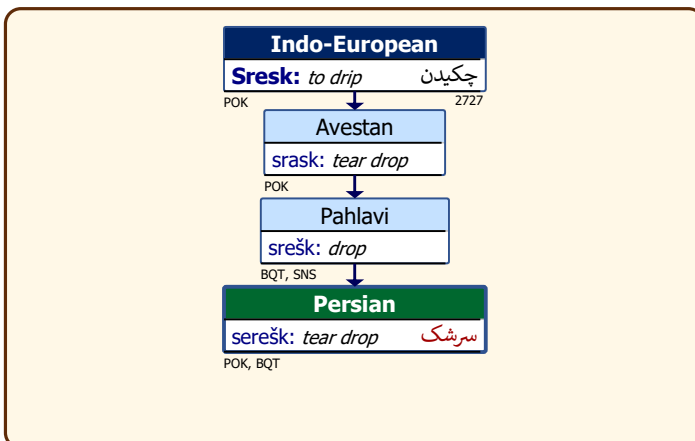 Indo-European
Sresk: to drip چکیدن
POK 2727
Avestan
srask: tear drop
POK
Pahlavi
srešk: drop
BQT, SNS
Persian
serešk: tear drop سرشک
POK, BQT